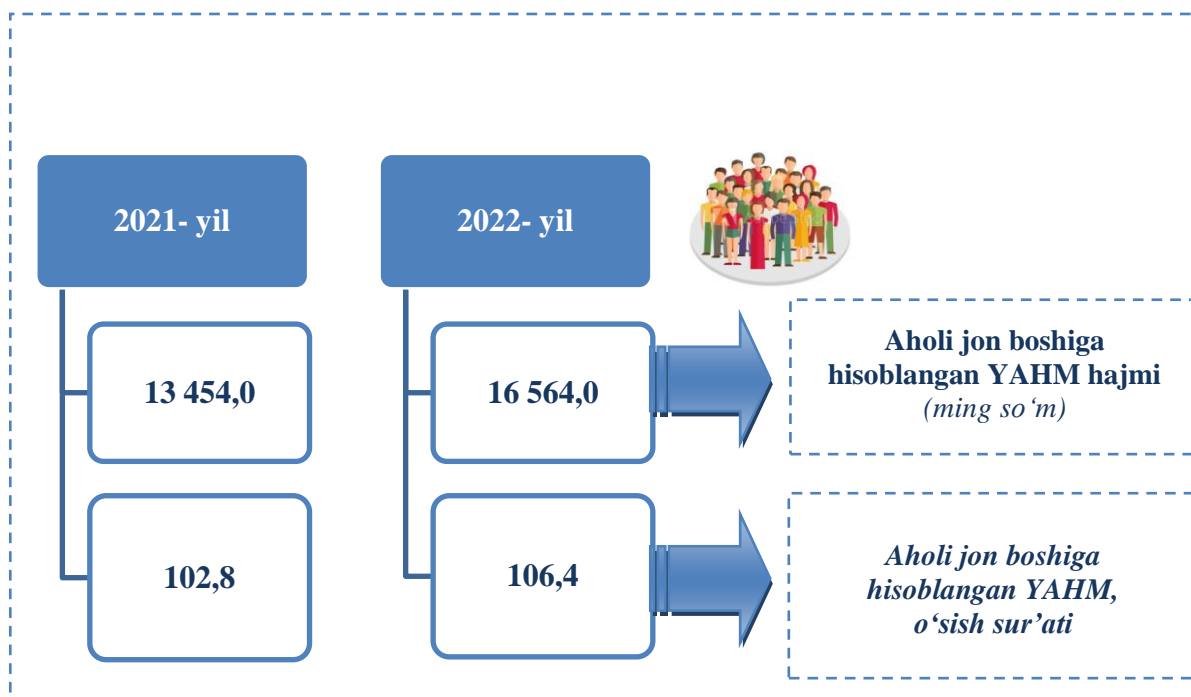 2021- yil
2022- yil
13 454,0
16 564,0
Aholi jon boshiga
hisoblangan YAHM hajmi
(ming so‘m)
102,8
106,4
Aholi jon boshiga
hisoblangan YAHM,
o‘sish sur’ati